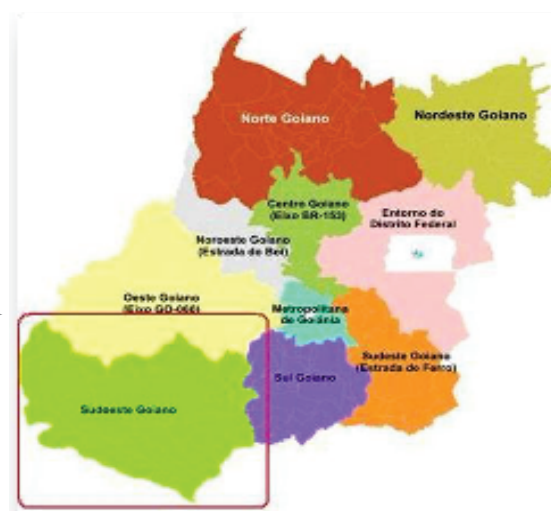 Norte Goiano
Nordeste Goiano
Centro Goiano
(Eixo BR-153)
Entorno do
Distrito Federal
Noroeste Goiano
(Estrada do Boi)
Oeste Goiano
(Eixo GO-060)
Metropolitana
de Goiânia
Sudeste Goiano
(Estrada de Ferro)
Sul Goiano
Sudoeste Goiano